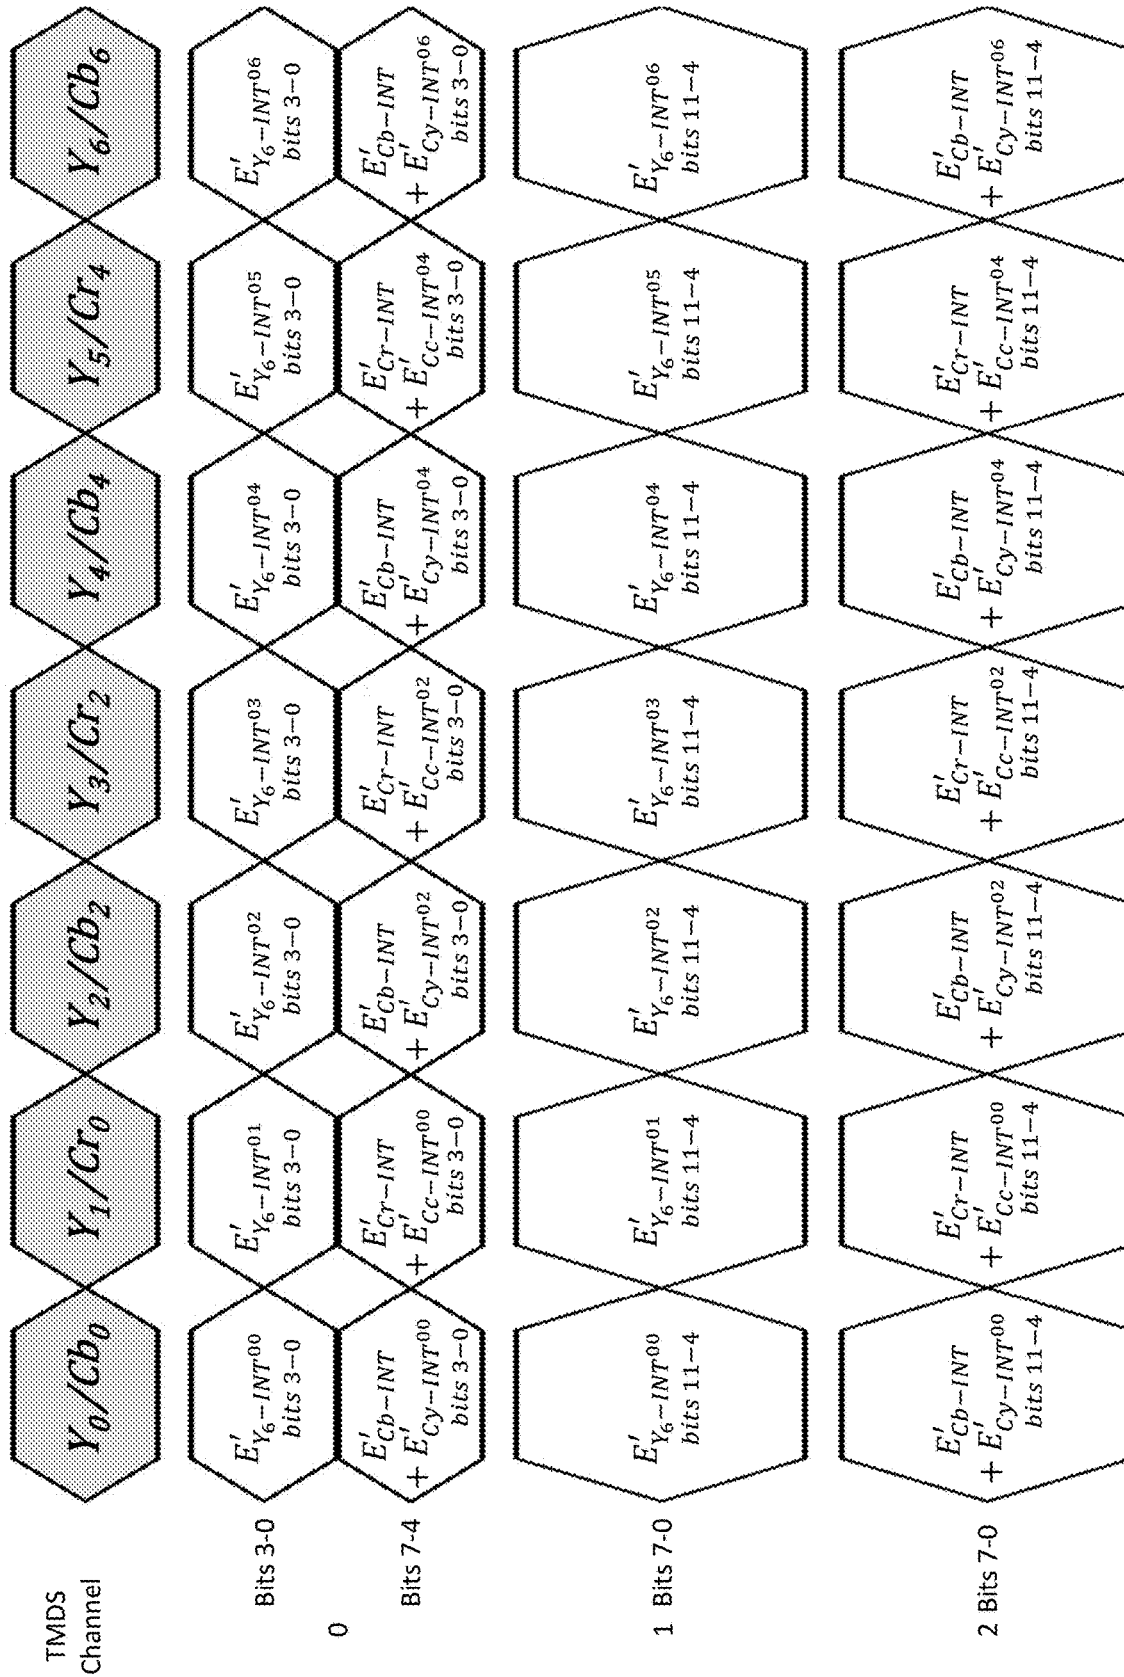 TMDS
Channel
Y₀/Cb₀
Y₁/Cr₀
Y₂/Cb₂
Y₃/Cr₂
Y₄/Cb₄
Y₅/Cr₄
Y₆/Cb₆
0
Bits 3-0
E'Y₆−INT⁰⁰
bits 3−0
E'Y₆−INT⁰¹
bits 3−0
E'Y₆−INT⁰²
bits 3−0
E'Y₆−INT⁰³
bits 3−0
E'Y₆−INT⁰⁴
bits 3−0
E'Y₆−INT⁰⁵
bits 3−0
E'Y₆−INT⁰⁶
bits 3−0
Bits 7-4
E'Cb−INT
+ E'Cy−INT⁰⁰
bits 3−0
E'Cr−INT
+ E'Cc−INT⁰⁰
bits 3−0
E'Cb−INT
+ E'Cy−INT⁰²
bits 3−0
E'Cr−INT
+ E'Cc−INT⁰²
bits 3−0
E'Cb−INT
+ E'Cy−INT⁰⁴
bits 3−0
E'Cr−INT
+ E'Cc−INT⁰⁴
bits 3−0
E'Cb−INT
+ E'Cy−INT⁰⁶
bits 3−0
1 Bits 7-0
E'Y₆−INT⁰⁰
bits 11−4
E'Y₆−INT⁰¹
bits 11−4
E'Y₆−INT⁰²
bits 11−4
E'Y₆−INT⁰³
bits 11−4
E'Y₆−INT⁰⁴
bits 11−4
E'Y₆−INT⁰⁵
bits 11−4
E'Y₆−INT⁰⁶
bits 11−4
2 Bits 7-0
E'Cb−INT
+ E'Cy−INT⁰⁰
bits 11−4
E'Cr−INT
+ E'Cc−INT⁰⁰
bits 11−4
E'Cb−INT
+ E'Cy−INT⁰²
bits 11−4
E'Cr−INT
+ E'Cc−INT⁰²
bits 11−4
E'Cb−INT
+ E'Cy−INT⁰⁴
bits 11−4
E'Cr−INT
+ E'Cc−INT⁰⁴
bits 11−4
E'Cb−INT
+ E'Cy−INT⁰⁶
bits 11−4